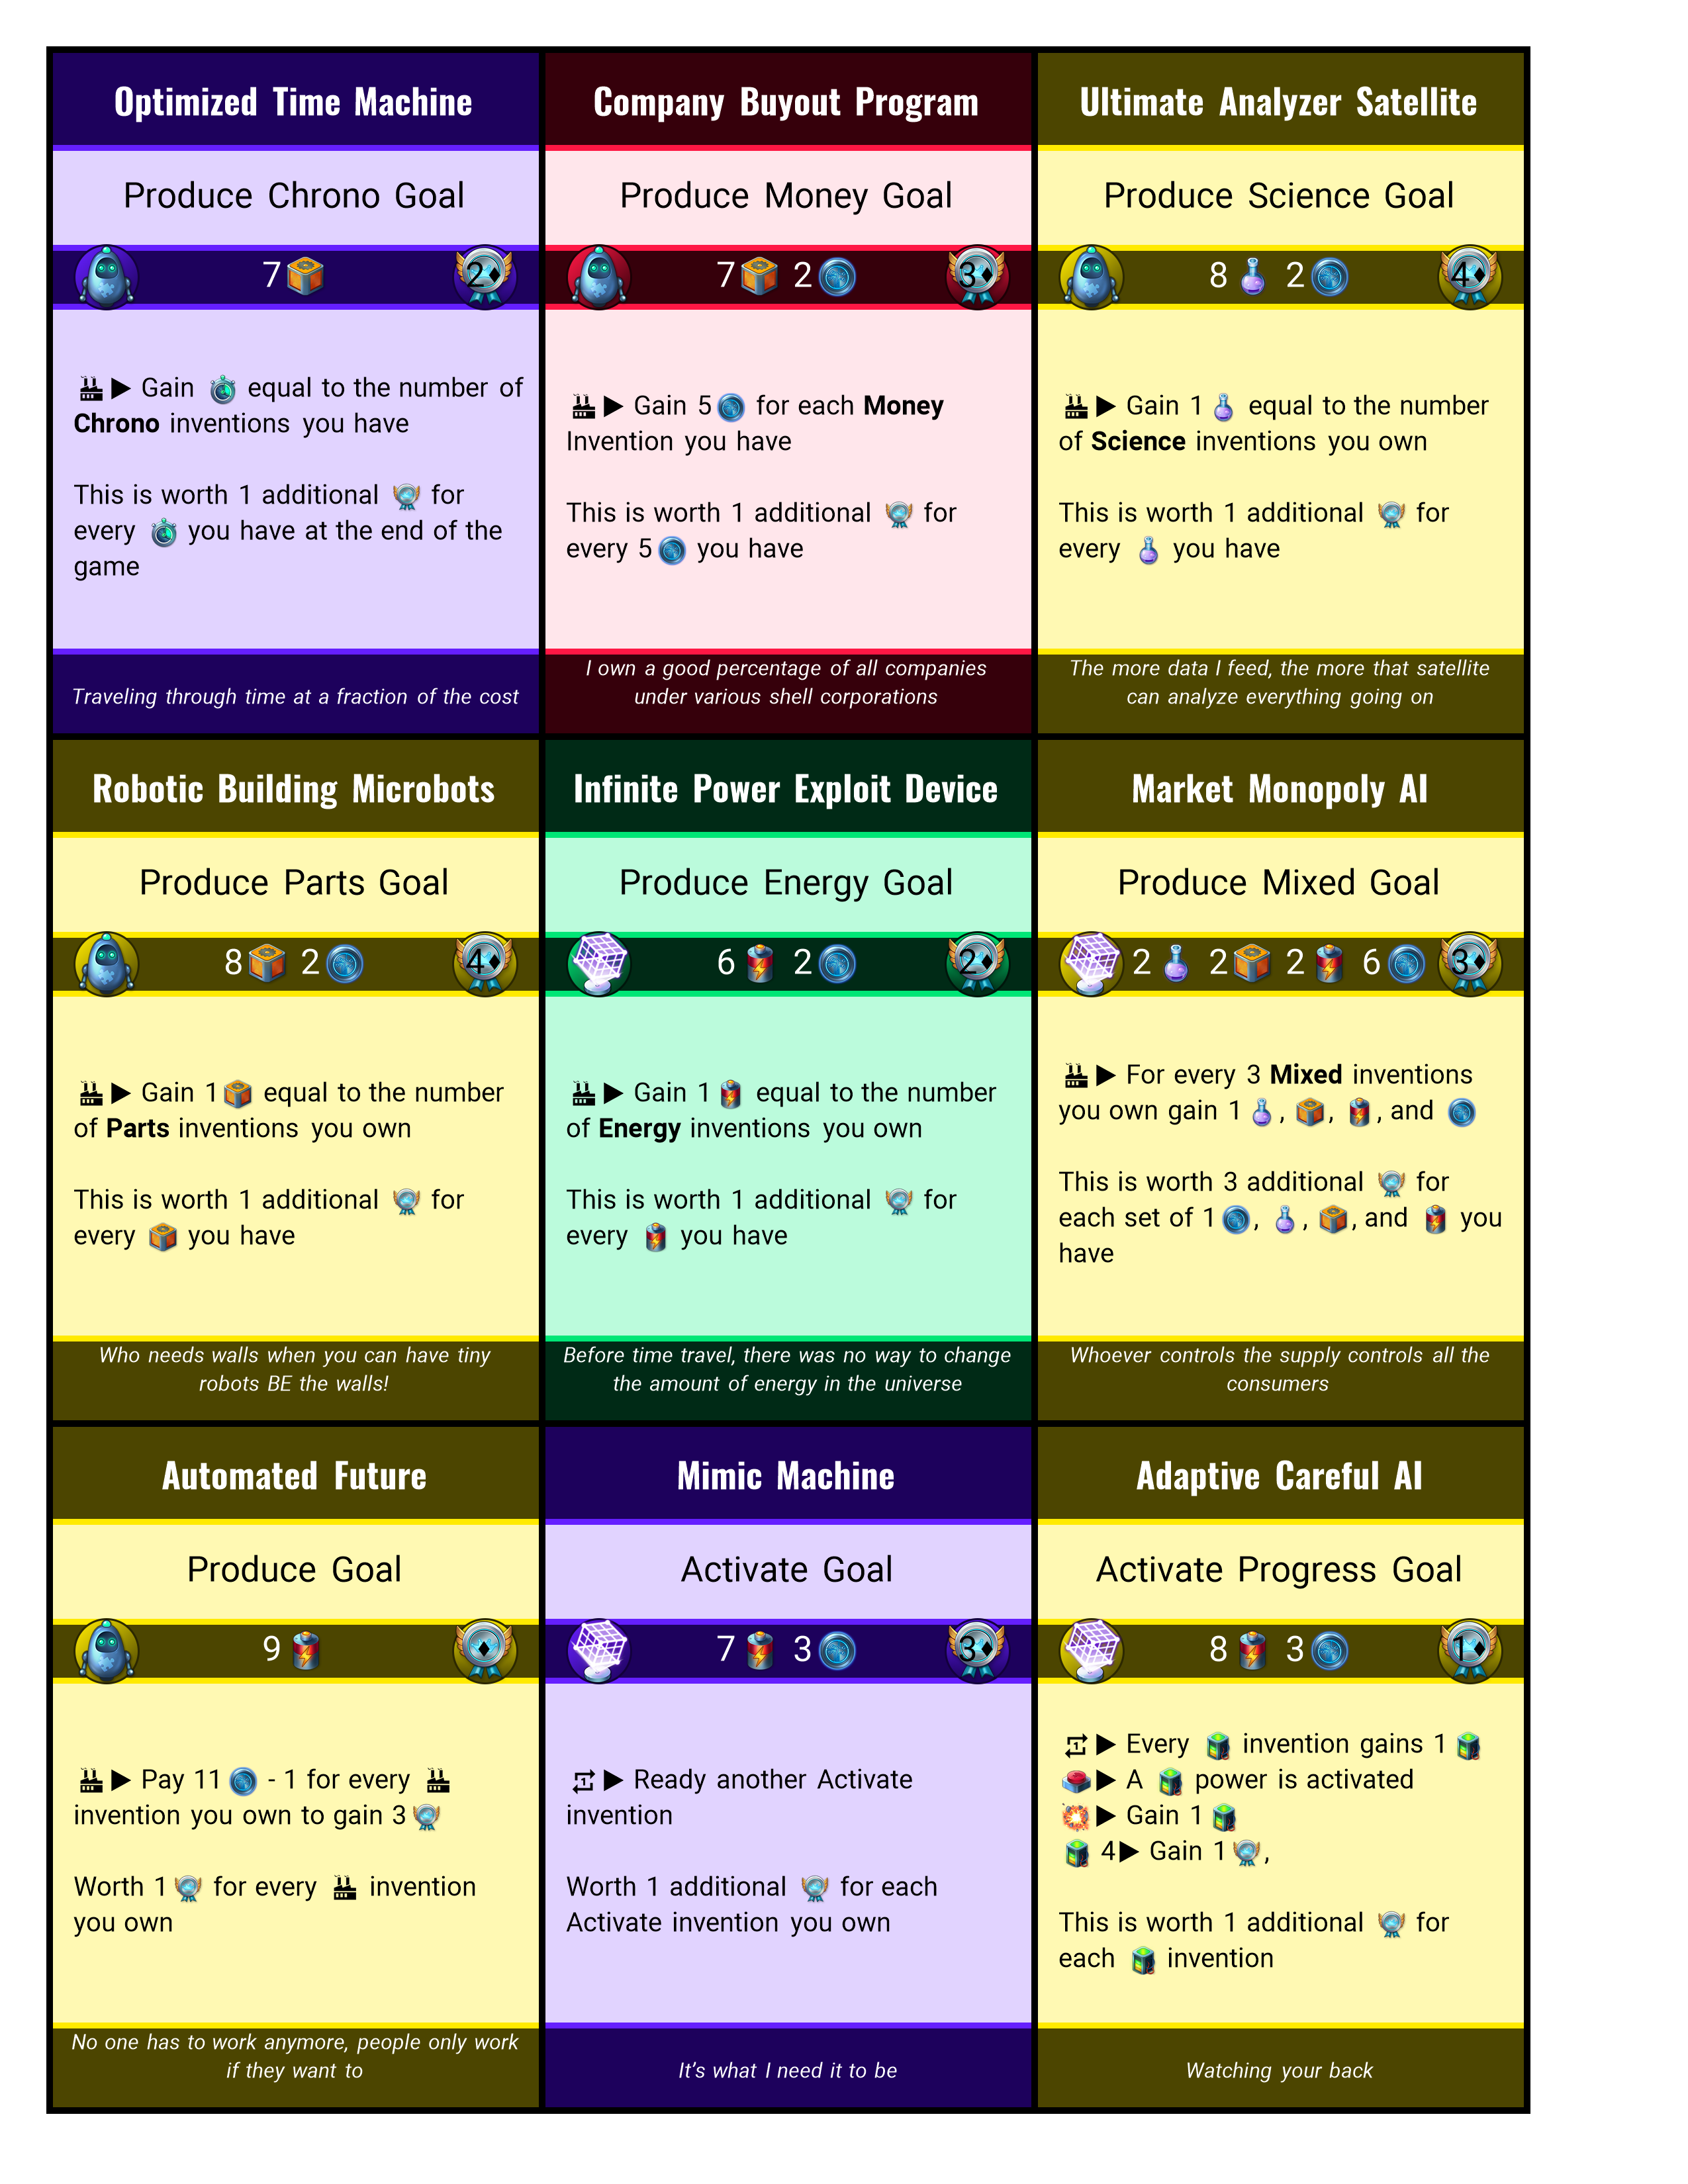 Optimized Time Machine
Produce Chrono Goal
7
2♦
▶ Gain equal to the number of
Chrono inventions you have
This is worth 1 additional for
every you have at the end of the
game
Traveling through time at a fraction of the cost
Company Buyout Program
Produce Money Goal
7 2
3♦
▶ Gain 5 for each Money
Invention you have
This is worth 1 additional for
every 5 you have
I own a good percentage of all companies
under various shell corporations
Ultimate Analyzer Satellite
Produce Science Goal
8 2
4♦
▶ Gain 1 equal to the number
of Science inventions you own
This is worth 1 additional for
every you have
The more data I feed, the more that satellite
can analyze everything going on
Robotic Building Microbots
Produce Parts Goal
8 2
4♦
▶ Gain 1 equal to the number
of Parts inventions you own
This is worth 1 additional for
every you have
Who needs walls when you can have tiny
robots BE the walls!
Infinite Power Exploit Device
Produce Energy Goal
6 2
2♦
▶ Gain 1 equal to the number
of Energy inventions you own
This is worth 1 additional for
every you have
Before time travel, there was no way to change
the amount of energy in the universe
Market Monopoly AI
Produce Mixed Goal
2 2 2 6
3♦
▶ For every 3 Mixed inventions
you own gain 1 , , , and
This is worth 3 additional for
each set of 1 , , , and you
have
Whoever controls the supply controls all the
consumers
Automated Future
Produce Goal
9
♦
▶ Pay 11 - 1 for every
invention you own to gain 3
Worth 1 for every invention
you own
No one has to work anymore, people only work
if they want to
Mimic Machine
Activate Goal
7 3
3♦
1 ▶ Ready another Activate
invention
Worth 1 additional for each
Activate invention you own
It's what I need it to be
Adaptive Careful AI
Activate Progress Goal
8 3
1♦
1 ▶ Every invention gains 1
▶ A power is activated
▶ Gain 1
4▶ Gain 1 ,
This is worth 1 additional for
each invention
Watching your back